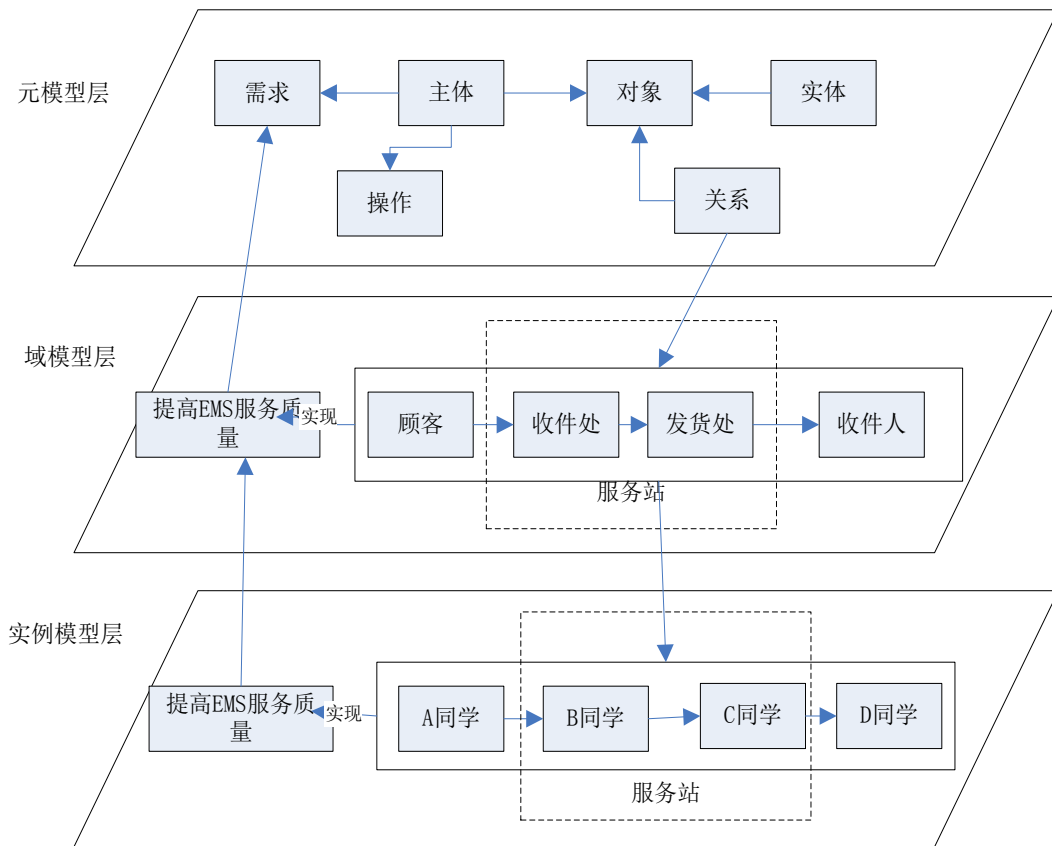 元模型层
需求
主体
对象
实体
操作
关系
域模型层
提高EMS服务质
量
实现
顾客
收件处
发货处
收件人
服务站
实例模型层
提高EMS服务质
量
实现
A同学
B同学
C同学
D同学
服务站